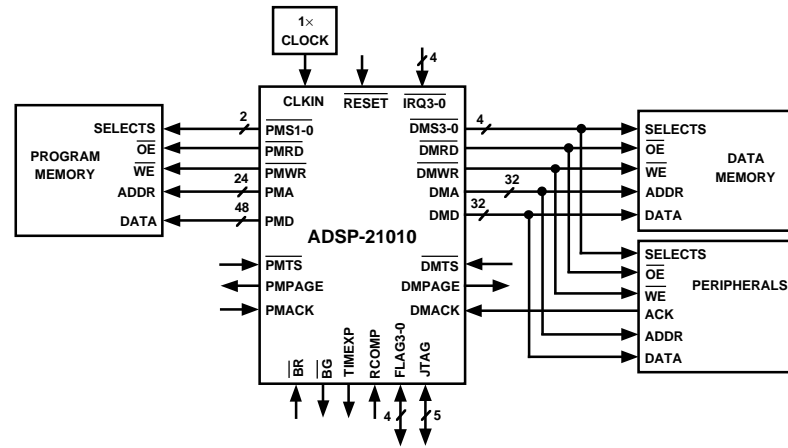 1×
CLOCK
4
CLKIN
RESET
IRQ3-0
PROGRAM
MEMORY
SELECTS
OE
WE
ADDR
DATA
2
24
48
PMS1-0
PMRD
PMWR
PMA
PMD
ADSP-21010
PMTS
PMPAGE
PMACK
DMS3-0
DMRD
DMWR
DMA
DMD
DMTS
DMPAGE
DMACK
4
32
32
SELECTS
OE
WE
ADDR
DATA
DATA
MEMORY
SELECTS
OE
WE
ACK
ADDR
DATA
PERIPHERALS
BR
BG
TIMEXP
RCOMP
FLAG3-0
JTAG
4
5